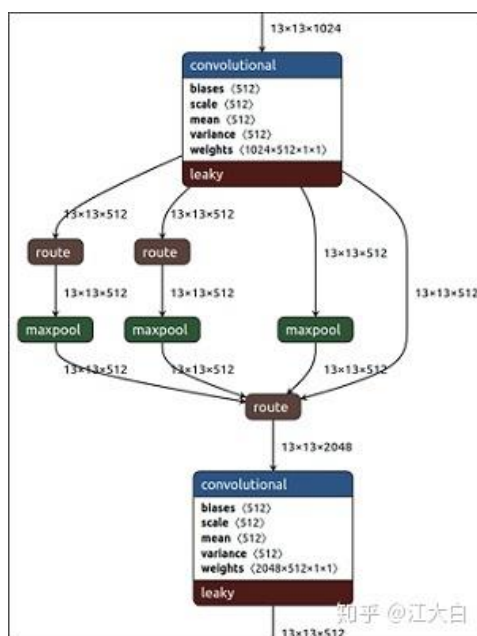 13×13×1024
convolutional
biases ⟨512⟩
scale ⟨512⟩
mean ⟨512⟩
variance ⟨512⟩
weights ⟨1024×512×1×1⟩
leaky
13×13×512
13×13×512
route
route
13×13×512
13×13×512
13×13×512
13×13×512
maxpool
maxpool
maxpool
13×13×512
13×13×512
13×13×512
route
13×13×2048
convolutional
biases ⟨512⟩
scale ⟨512⟩
mean ⟨512⟩
variance ⟨512⟩
weights ⟨2048×512×1×1⟩
leaky
知乎 @江大白
13×13×512